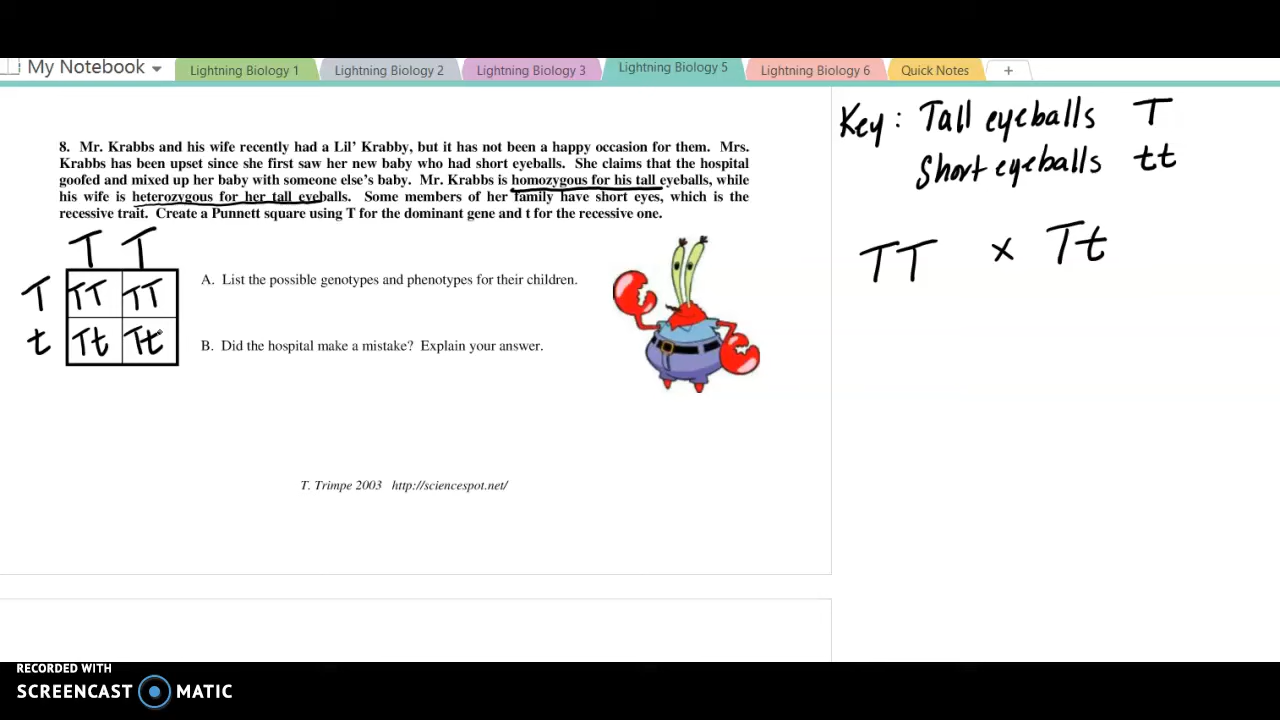 My Notebook
Lightning Biology 1
Lightning Biology 2
Lightning Biology 3
Lightning Biology 5
Lightning Biology 6
Quick Notes
+
8. Mr. Krabbs and his wife recently had a Lil' Krabby, but it has not been a happy occasion for them. Mrs.
Krabbs has been upset since she first saw her new baby who had short eyeballs. She claims that the hospital
goofed and mixed up her baby with someone else's baby. Mr. Krabbs is homozygous for his tall eyeballs, while
his wife is heterozygous for her tall eyeballs. Some members of her family have short eyes, which is the
recessive trait. Create a Punnett square using T for the dominant gene and t for the recessive one.
T T
T TT TT
t Tt Tt
A. List the possible genotypes and phenotypes for their children.
B. Did the hospital make a mistake? Explain your answer.
T. Trimpe 2003 http://sciencespot.net/
Key: Tall eyeballs T
Short eyeballs tt
TT x Tt
RECORDED WITH
SCREENCAST MATIC